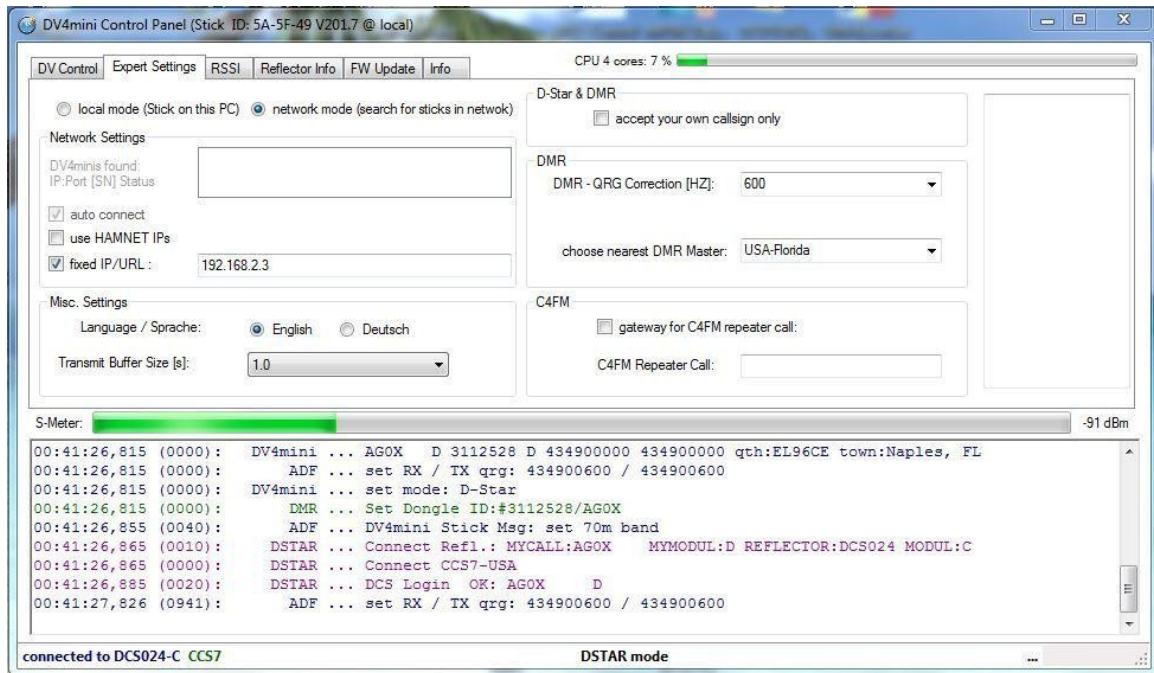 DV4mini Control Panel (Stick ID: 5A-5F-49 V201.7 @ local)
DV Control
Expert Settings
RSSI
Reflector Info
FW Update
Info
CPU 4 cores: 7 %
local mode (Stick on this PC)
network mode (search for sticks in netwok)
Network Settings
DV4minis found:
IP:Port [SN] Status
auto connect
use HAMNET IPs
fixed IP/URL :
192.168.2.3
Misc. Settings
Language / Sprache:
English
Deutsch
Transmit Buffer Size [s]:
1.0
D-Star & DMR
accept your own callsign only
DMR
DMR - QRG Correction [HZ]:
600
choose nearest DMR Master:
USA-Florida
C4FM
gateway for C4FM repeater call:
C4FM Repeater Call:
S-Meter:
-91 dBm
00:41:26,815 (0000): DV4mini ... AG0X D 3112528 D 434900000 434900000 qth:EL96CE town:Naples, FL
00:41:26,815 (0000): ADF ... set RX / TX qrg: 434900600 / 434900600
00:41:26,815 (0000): DV4mini ... set mode: D-Star
00:41:26,815 (0000): DMR ... Set Dongle ID:#3112528/AG0X
00:41:26,855 (0040): ADF ... DV4mini Stick Msg: set 70m band
00:41:26,865 (0010): DSTAR ... Connect Refl.: MYCALL:AG0X MYMODUL:D REFLECTOR:DCS024 MODUL:C
00:41:26,865 (0000): DSTAR ... Connect CCS7-USA
00:41:26,885 (0020): DSTAR ... DCS Login OK: AG0X D
00:41:27,826 (0941): ADF ... set RX / TX qrg: 434900600 / 434900600
connected to DCS024-C CCS7
DSTAR mode
...